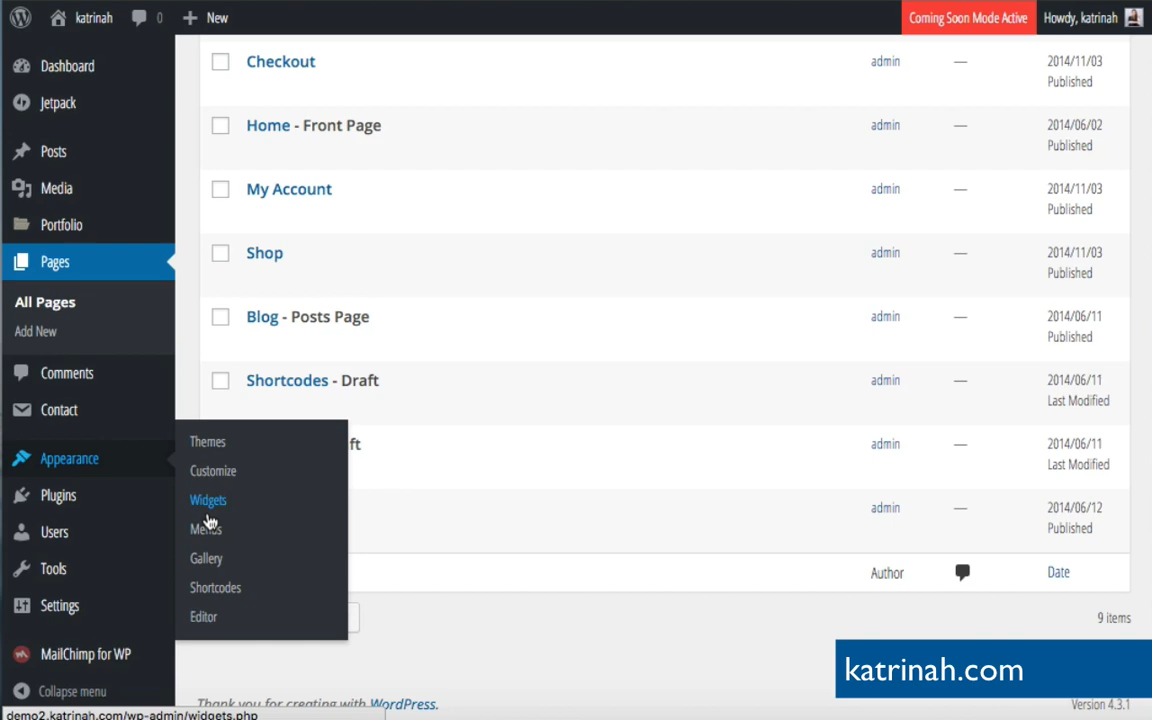 katrinah 0 New Coming Soon Mode Active Howdy, katrinah
Dashboard
Jetpack
Posts
Media
Portfolio
Pages
All Pages
Add New
Comments
Contact
Appearance
Plugins
Users
Tools
Settings
MailChimp for WP
Collapse menu
Themes
Customize
Widgets
Menus
Gallery
Shortcodes
Editor
Checkout admin — 2014/11/03
Published
Home - Front Page admin — 2014/06/02
Published
My Account admin — 2014/11/03
Published
Shop admin — 2014/11/03
Published
Blog - Posts Page admin — 2014/06/11
Published
Shortcodes - Draft admin — 2014/06/11
Last Modified
ft admin — 2014/06/11
Last Modified
admin — 2014/06/12
Published
Author Date
9 items
katrinah.com
Thank you for creating with WordPress.
Version 4.3.1
demo2.katrinah.com/wp-admin/widgets.php